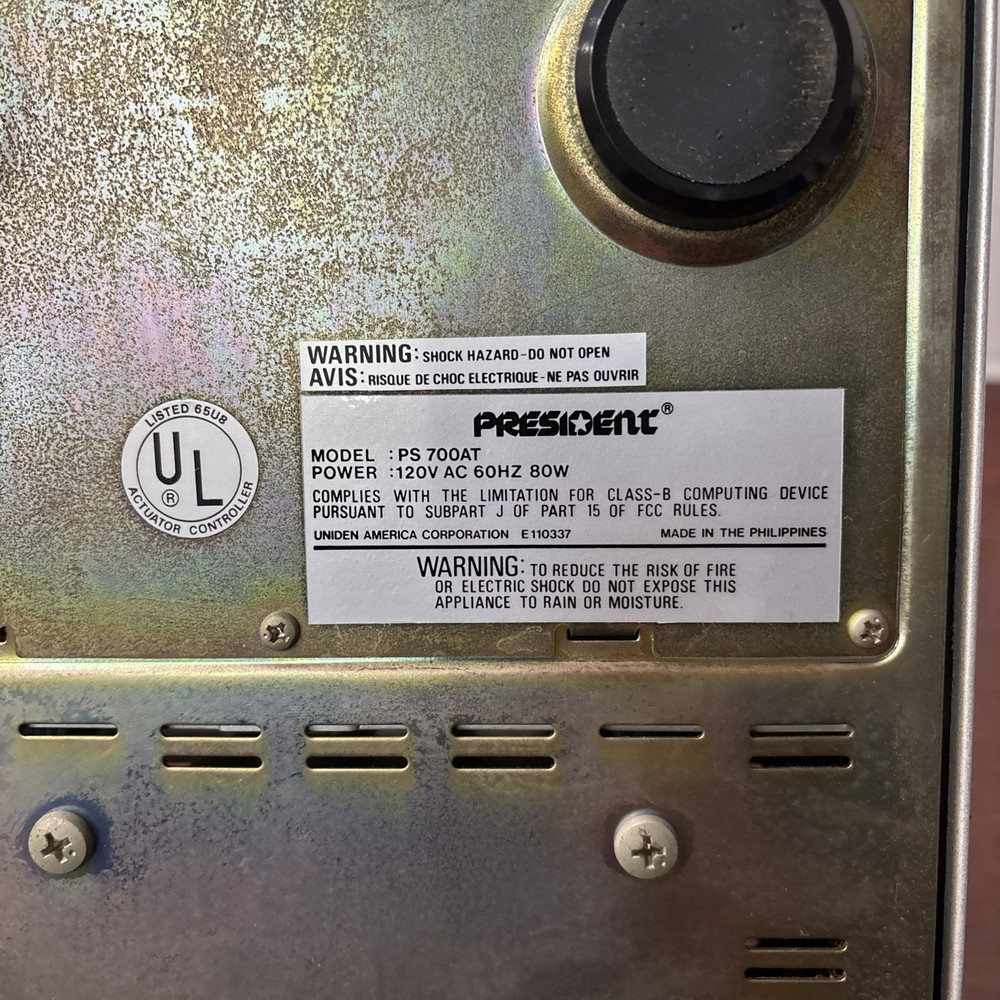 WARNING: SHOCK HAZARD-DO NOT OPEN
AVIS: RISQUE DE CHOC ELECTRIQUE-NE PAS OUVRIR
LISTED 65U8
UL
®
ACTUATOR CONTROLLER
PRESIDENT®
MODEL : PS 700AT
POWER : 120V AC 60HZ 80W
COMPLIES WITH THE LIMITATION FOR CLASS-B COMPUTING DEVICE
PURSUANT TO SUBPART J OF PART 15 OF FCC RULES.
UNIDEN AMERICA CORPORATION E110337 MADE IN THE PHILIPPINES
WARNING: TO REDUCE THE RISK OF FIRE
OR ELECTRIC SHOCK DO NOT EXPOSE THIS
APPLIANCE TO RAIN OR MOISTURE.